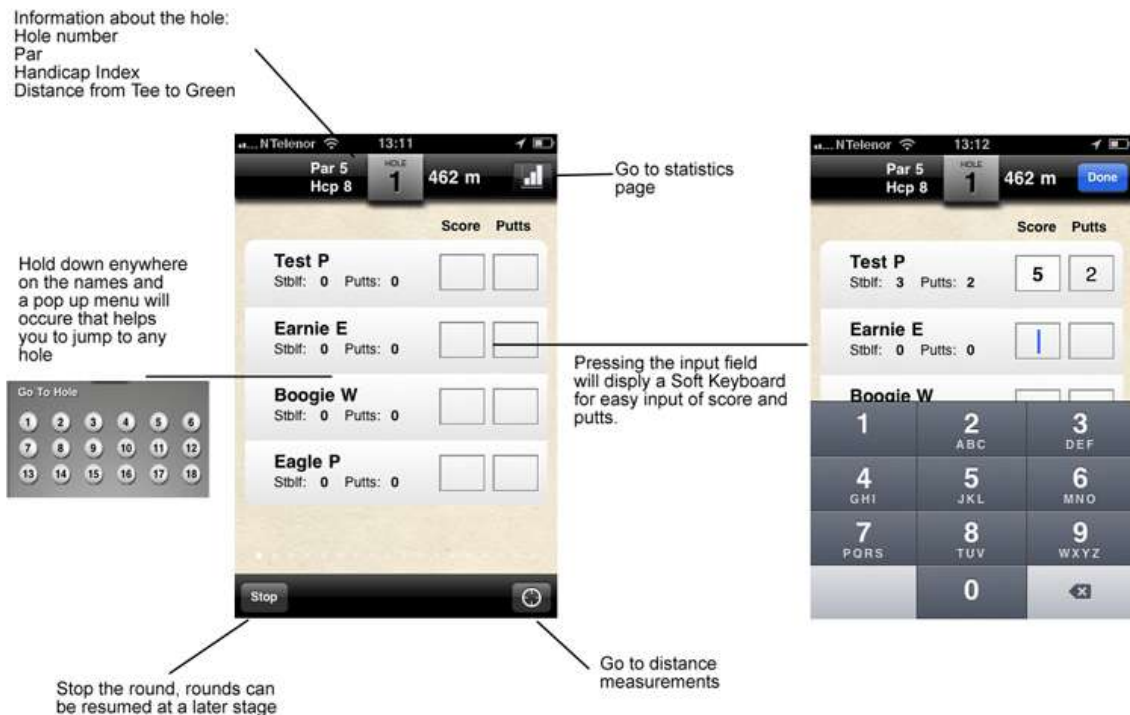 Information about the hole:
Hole number
Par
Handicap Index
Distance from Tee to Green
NTelenor 13:11
Par 5
Hcp 8
HOLE
1
462 m
Score Putts
Test P
Stblf: 0 Putts: 0
Earnie E
Stblf: 0 Putts: 0
Boogie W
Stblf: 0 Putts: 0
Eagle P
Stblf: 0 Putts: 0
Stop
Go to statistics
page
Hold down enywhere
on the names and
a pop up menu will
occure that helps
you to jump to any
hole
Go To Hole
1 2 3 4 5 6
7 8 9 10 11 12
13 14 15 16 17 18
Pressing the input field
will disply a Soft Keyboard
for easy input of score and
putts.
Stop the round, rounds can
be resumed at a later stage
Go to distance
measurements
NTelenor 13:12
Par 5
Hcp 8
HOLE
1
462 m
Done
Score Putts
Test P
Stblf: 3 Putts: 2
5 2
Earnie E
Stblf: 0 Putts: 0
Boogie W
1 2 3
ABC DEF
4 5 6
GHI JKL MNO
7 8 9
PQRS TUV WXYZ
0